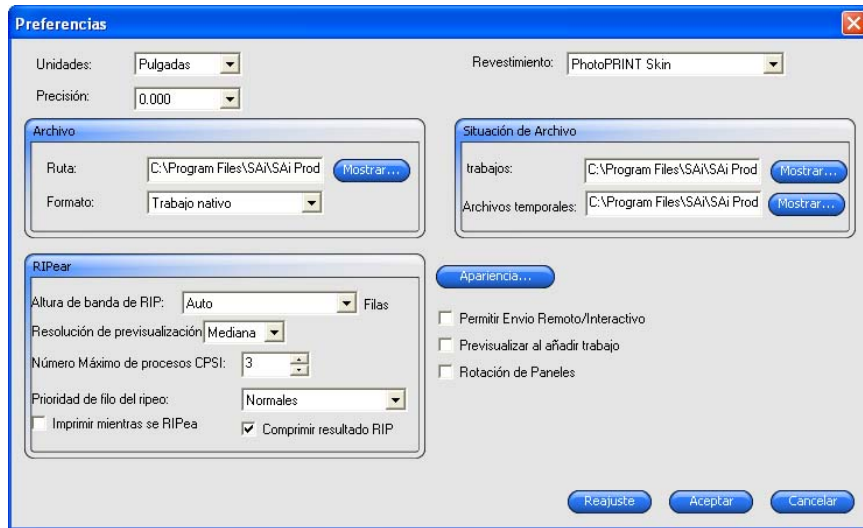 Preferencias
Unidades: Pulgadas
Revestimiento: PhotoPRINT Skin
Precisión: 0.000
Archivo
Ruta: C:\Program Files\SAi\SAi Prod Mostrar...
Formato: Trabajo nativo
Situación de Archivo
trabajos: C:\Program Files\SAi\SAi Prod Mostrar...
Archivos temporales: C:\Program Files\SAi\SAi Prod Mostrar...
RIPear
Altura de banda de RIP: Auto Filas
Resolución de previsualización Mediana
Número Máximo de procesos CPSI: 3
Prioridad de filo del ripeo: Normales
Imprimir mientras se RIPea
Comprimir resultado RIP
Apariencia...
Permitir Envio Remoto/Interactivo
Previsualizar al añadir trabajo
Rotación de Paneles
Reajuste Aceptar Cancelar